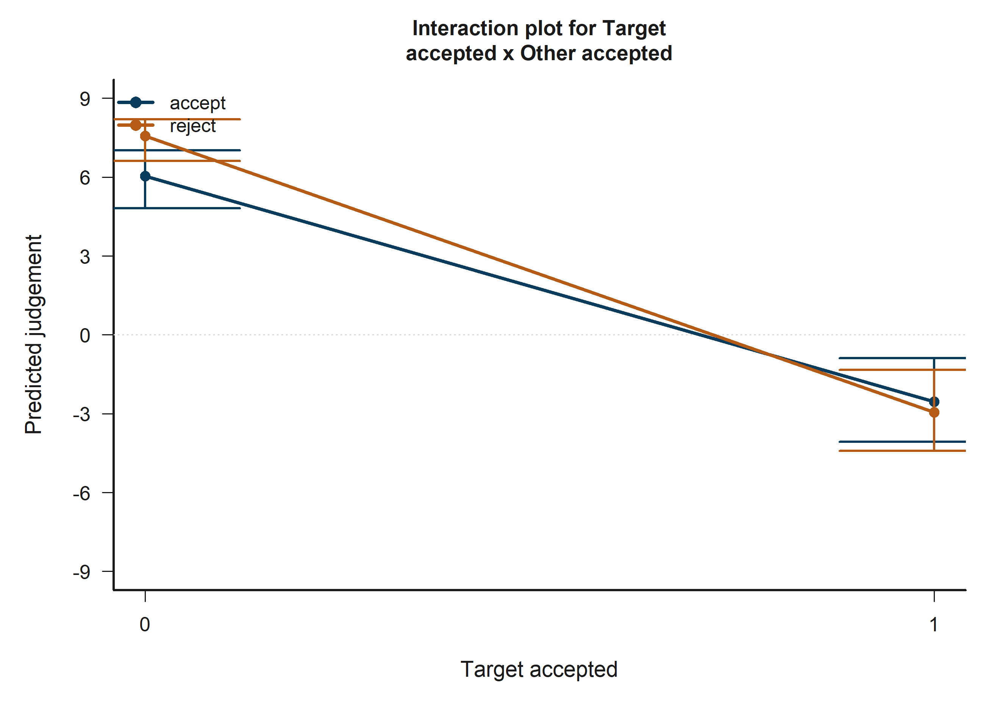 Interaction plot for Target
accepted x Other accepted
accept
reject
Predicted judgement
9
6
3
0
-3
-6
-9
0
1
Target accepted